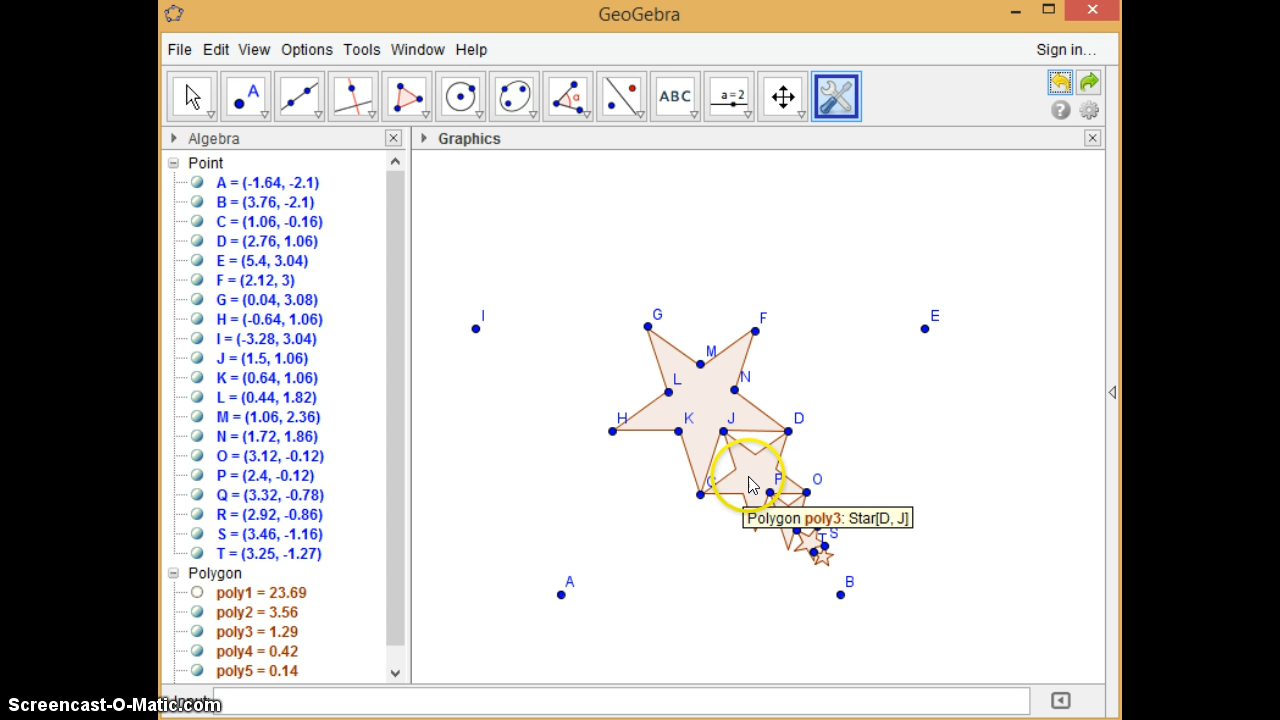 GeoGebra
File Edit View Options Tools Window Help Sign in...
A α ABC a=2
Algebra
Graphics
Point
A = (-1.64, -2.1)
B = (3.76, -2.1)
C = (1.06, -0.16)
D = (2.76, 1.06)
E = (5.4, 3.04)
F = (2.12, 3)
G = (0.04, 3.08)
H = (-0.64, 1.06)
I = (-3.28, 3.04)
J = (1.5, 1.06)
K = (0.64, 1.06)
L = (0.44, 1.82)
M = (1.06, 2.36)
N = (1.72, 1.86)
O = (3.12, -0.12)
P = (2.4, -0.12)
Q = (3.32, -0.78)
R = (2.92, -0.86)
S = (3.46, -1.16)
T = (3.25, -1.27)
Polygon
poly1 = 23.69
poly2 = 3.56
poly3 = 1.29
poly4 = 0.42
poly5 = 0.14
I G F E
M
L N
H K J D
C P O
Polygon poly3: Star[D, J]
T S
A B
Screencast-O-Matic.com